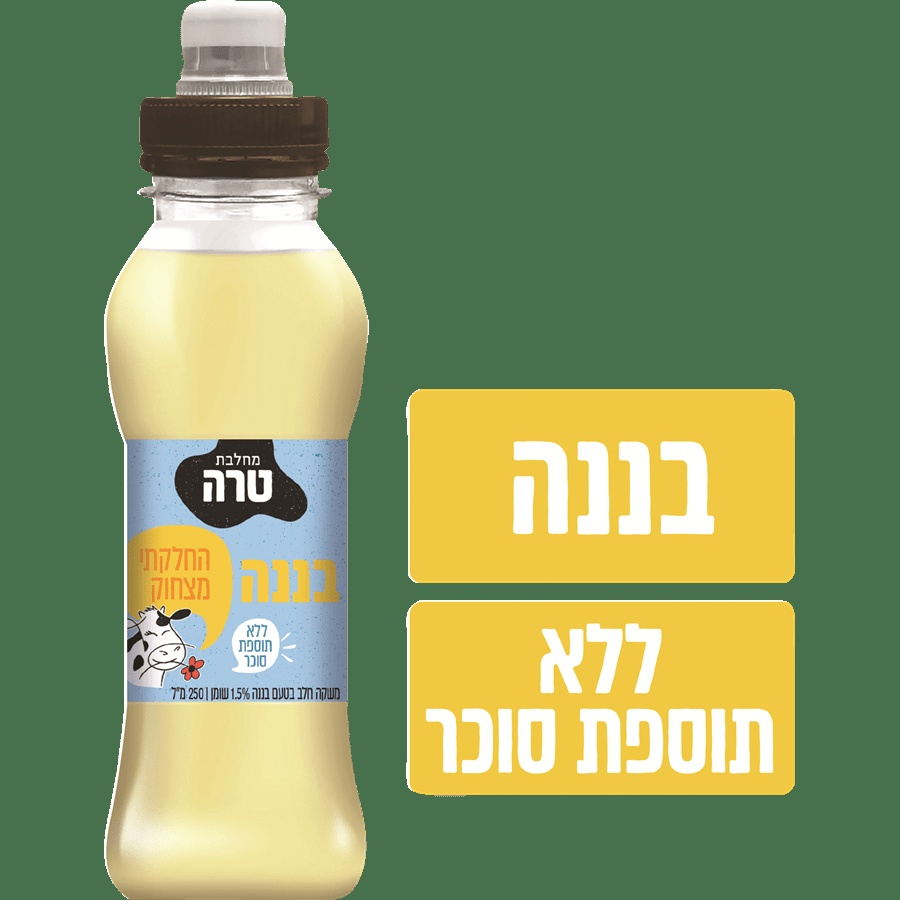 מחלבת
טרה
החלקתי
מצחוק
בננה
ללא
תוספת
סוכר
משקה חלב בטעם בננה 1.5% שומן | 250 מ"ל
בננה
ללא
תוספת סוכר